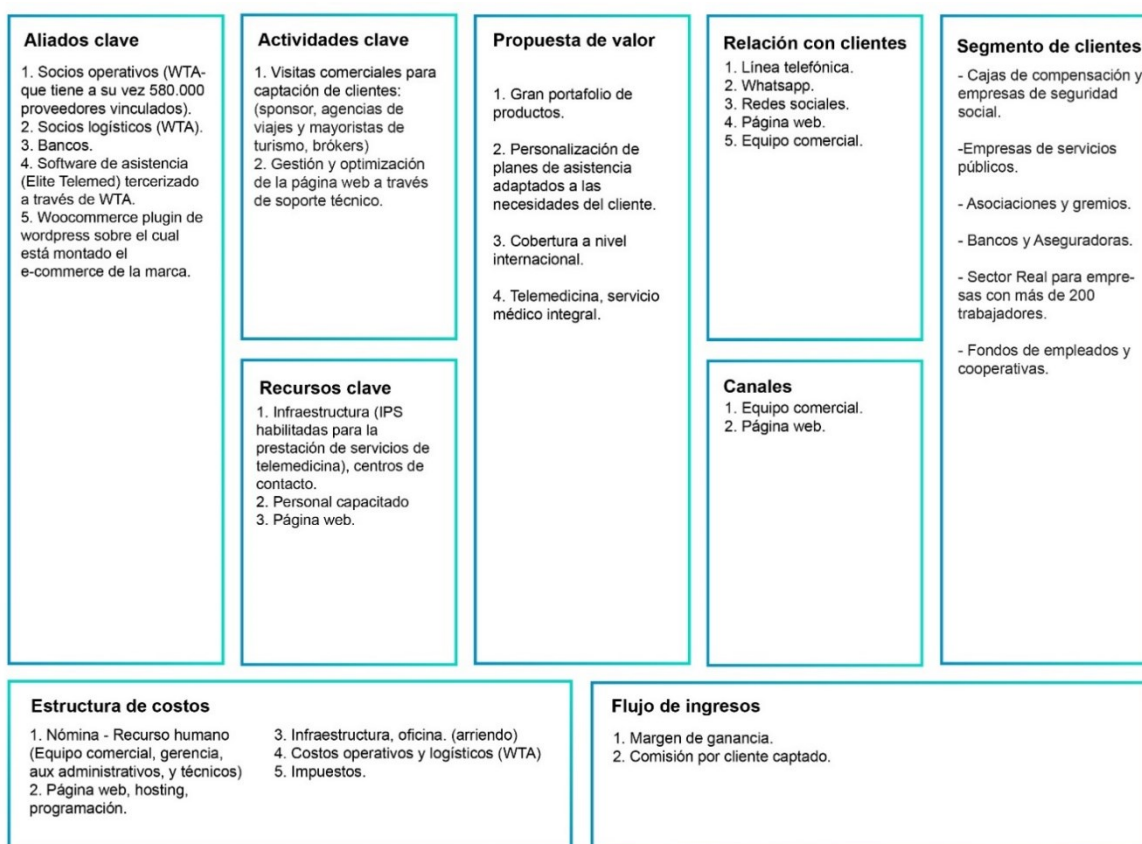 Aliados clave
1. Socios operativos (WTA-
que tiene a su vez 580.000
proveedores vinculados).
2. Socios logísticos (WTA).
3. Bancos.
4. Software de asistencia
(Elite Telemed) tercerizado
a través de WTA.
5. Woocommerce plugin de
wordpress sobre el cual
está montado el
e-commerce de la marca.
Actividades clave
1. Visitas comerciales para
captación de clientes:
(sponsor, agencias de
viajes y mayoristas de
turismo, brókers)
2. Gestión y optimización
de la página web a través
de soporte técnico.
Recursos clave
1. Infraestructura (IPS
habilitadas para la
prestación de servicios de
telemedicina), centros de
contacto.
2. Personal capacitado
3. Página web.
Propuesta de valor
1. Gran portafolio de
productos.
2. Personalización de
planes de asistencia
adaptados a las
necesidades del cliente.
3. Cobertura a nivel
internacional.
4. Telemedicina, servicio
médico integral.
Relación con clientes
1. Línea telefónica.
2. Whatsapp.
3. Redes sociales.
4. Página web.
5. Equipo comercial.
Canales
1. Equipo comercial.
2. Página web.
Segmento de clientes
- Cajas de compensación y
empresas de seguridad
social.
-Empresas de servicios
públicos.
- Asociaciones y gremios.
- Bancos y Aseguradoras.
- Sector Real para empre-
sas con más de 200
trabajadores.
- Fondos de empleados y
cooperativas.
Estructura de costos
1. Nómina - Recurso humano
(Equipo comercial, gerencia,
aux administrativos, y técnicos)
2. Página web, hosting,
programación.
3. Infraestructura, oficina. (arriendo)
4. Costos operativos y logísticos (WTA)
5. Impuestos.
Flujo de ingresos
1. Margen de ganancia.
2. Comisión por cliente captado.